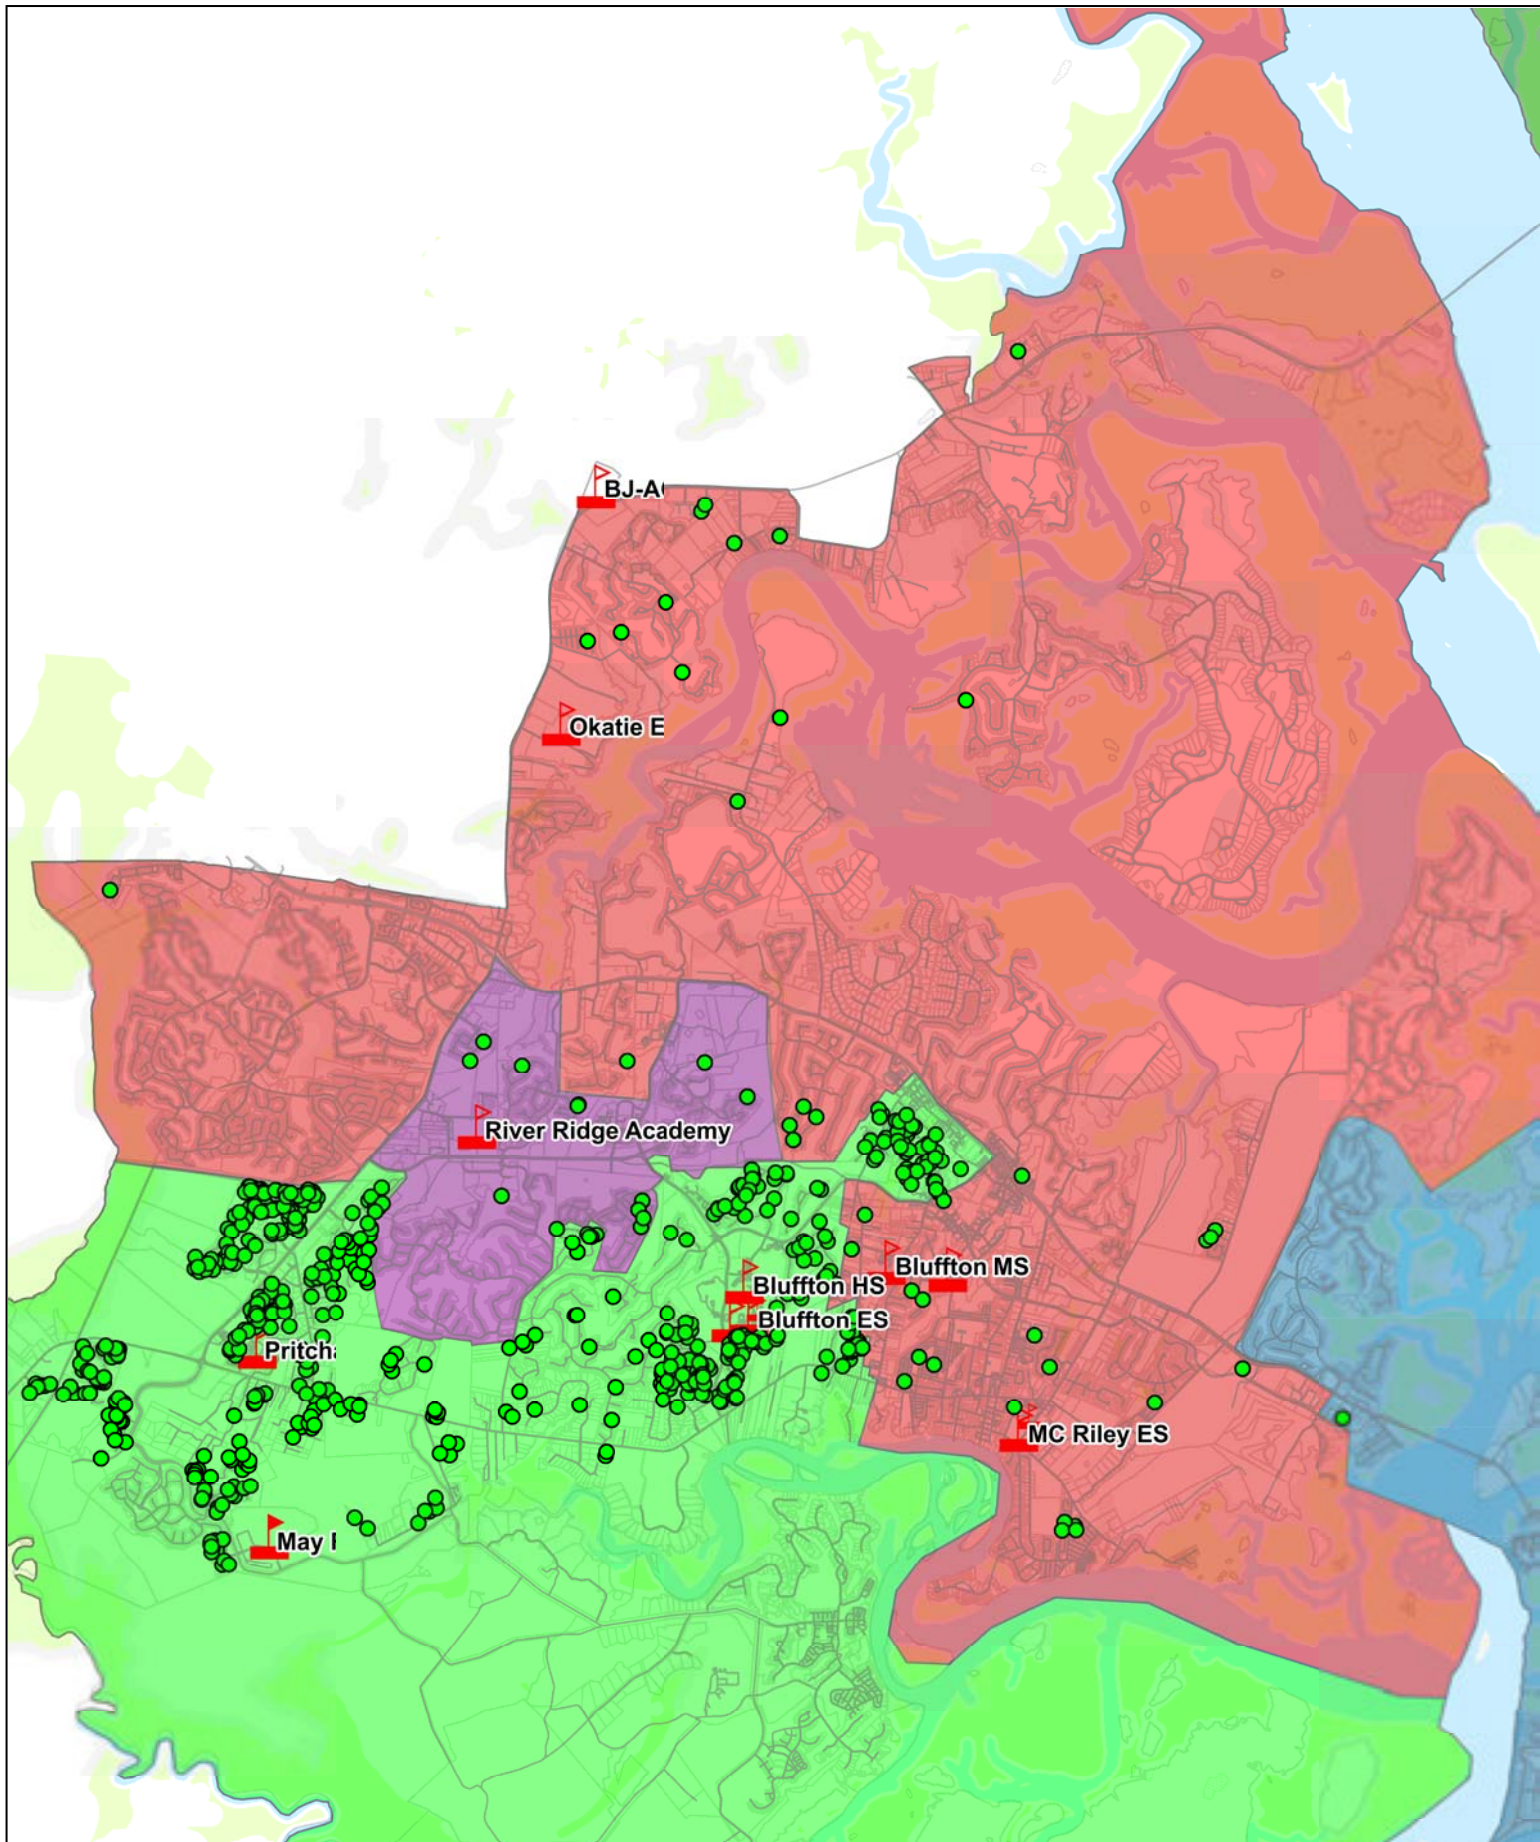 BJ-A
Okatie E
River Ridge Academy
Bluffton MS
Bluffton HS
Bluffton ES
Pritch
MC Riley ES
May